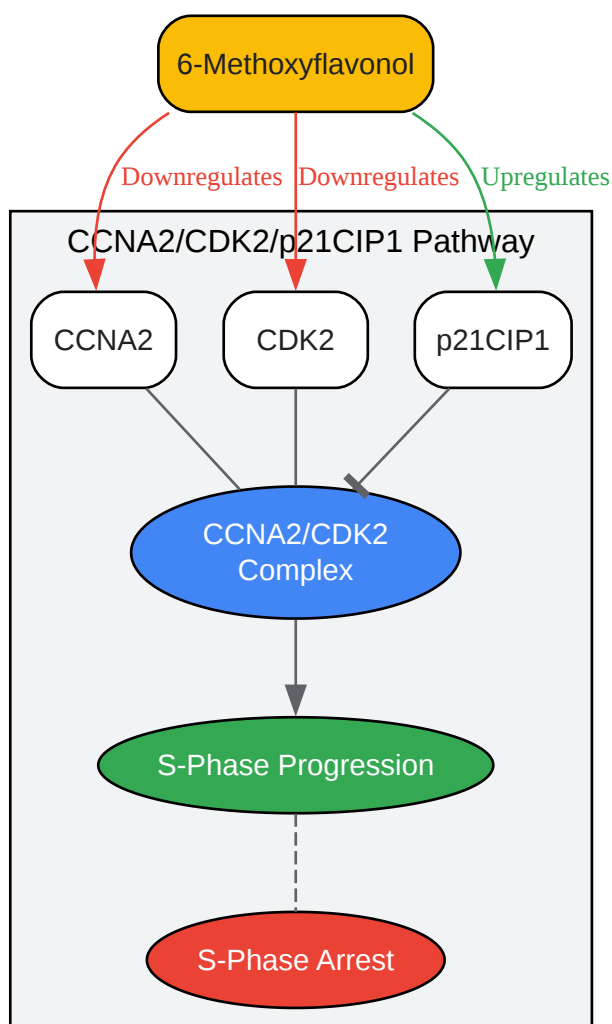 6-Methoxyflavonol
Downregulates
Downregulates
Upregulates
CCNA2/CDK2/p21CIP1 Pathway
CCNA2
CDK2
p21CIP1
CCNA2/CDK2
Complex
S-Phase Progression
S-Phase Arrest